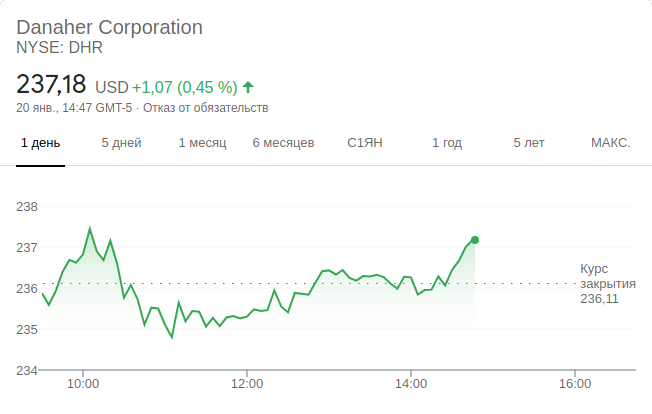 Danaher Corporation
NYSE: DHR
237,18 USD +1,07 (0,45 %)
20 янв., 14:47 GMT-5 · Отказ от обязательств
1 день 5 дней 1 месяц 6 месяцев С1ЯН 1 год 5 лет МАКС.
238
237
236
235
234
Курс
закрытия
236,11
10:00 12:00 14:00 16:00